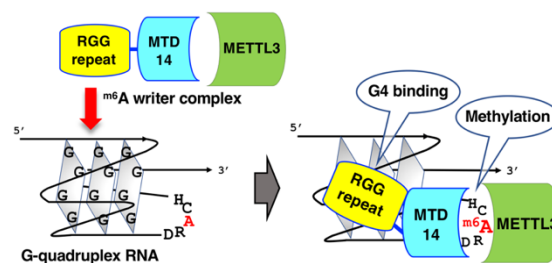 RGG
repeat
MTD
14
METTL3
m6A writer complex
5′
G G G
G G G
G G G
G G G
3′
H
C
A
R
D
G-quadruplex RNA
G4 binding
Methylation
5′
3′
RGG
repeat
MTD
14
H
C
m6A
R
D
METTL3